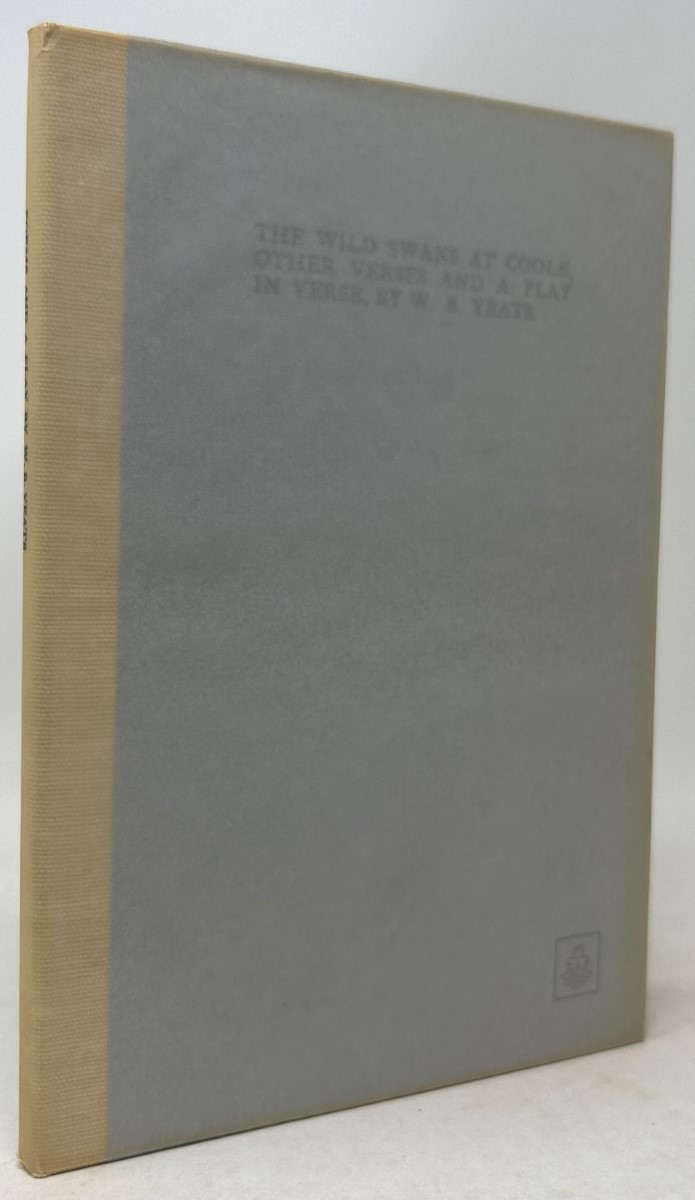 THE WILD SWANS AT COOLE,
OTHER VERSES AND A PLAY
IN VERSE, BY W. B. YEATS.